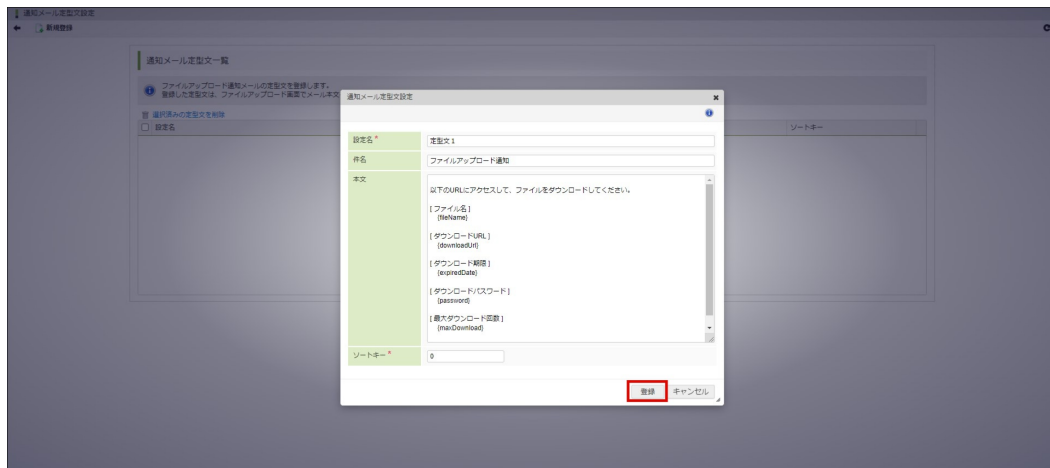 通知メール定型文設定
新規登録
通知メール定型文一覧
ファイルアップロード通知メールの定型文を登録します。
登録した定型文は、ファイルアップロード画面でメール本文
選択済みの定型文を削除
設定名
ソートキー
通知メール定型文設定
設定名*
定型文1
件名
ファイルアップロード通知
本文
以下のURLにアクセスして、ファイルをダウンロードしてください。
[ ファイル名 ]
{fileName}
[ ダウンロードURL ]
{downloadUrl}
[ ダウンロード期限 ]
{expiredDate}
[ ダウンロードパスワード ]
{password}
[ 最大ダウンロード回数 ]
{maxDownload}
ソートキー*
0
登録
キャンセル